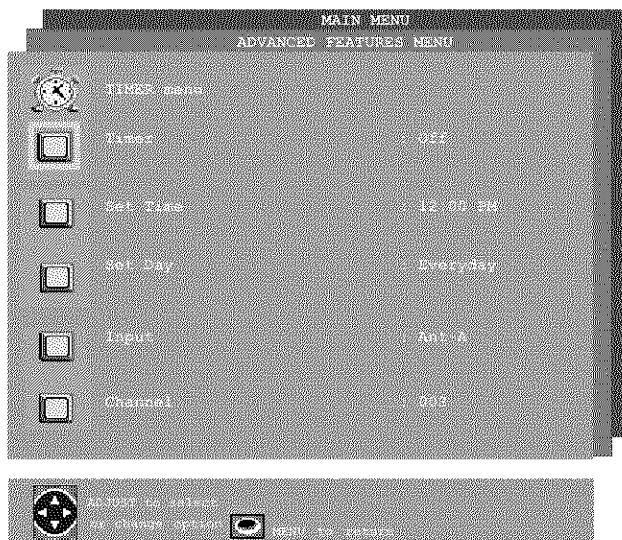 MAIN MENU
ADVANCED FEATURES MENU
TIMER menu
Timer : Off
Set Time : 12 00 PM
Set Day : Everyday
Input : Ant-A
Channel : 003
ADJUST to select
or change option
MENU to return